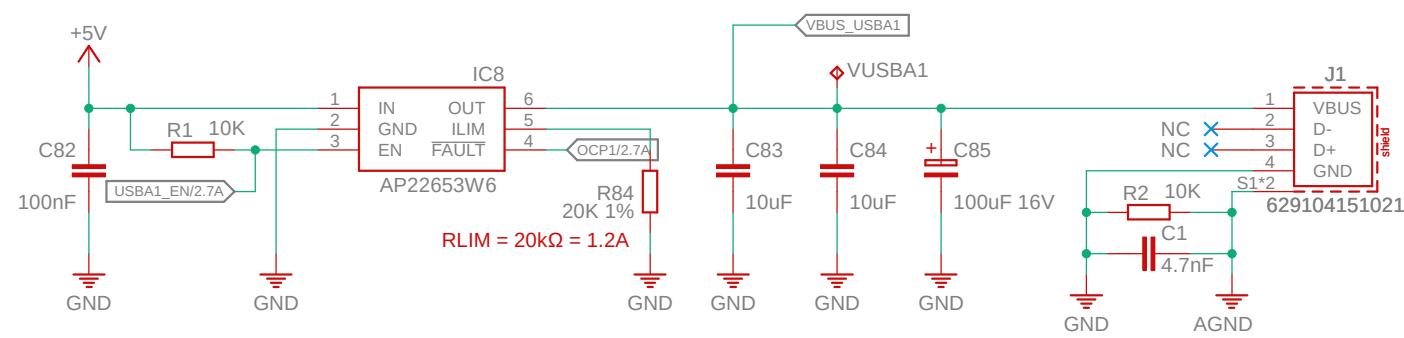 +5V
C82
100nF
GND
R1 10K
USBA1_EN/2.7A
GND
IC8
1 IN OUT 6
2 GND ILIM 5
3 EN FAULT 4
AP22653W6
OCP1/2.7A
R84
20K 1%
RLIM = 20kΩ = 1.2A
GND
VBUS_USBA1
VUSBA1
C83
10uF
GND
C84
10uF
GND
+
C85
100uF 16V
GND
J1
1 VBUS
NC 2 D-
NC 3 D+
4 GND
S1*2
shield
629104151021
R2 10K
C1
4.7nF
GND
AGND